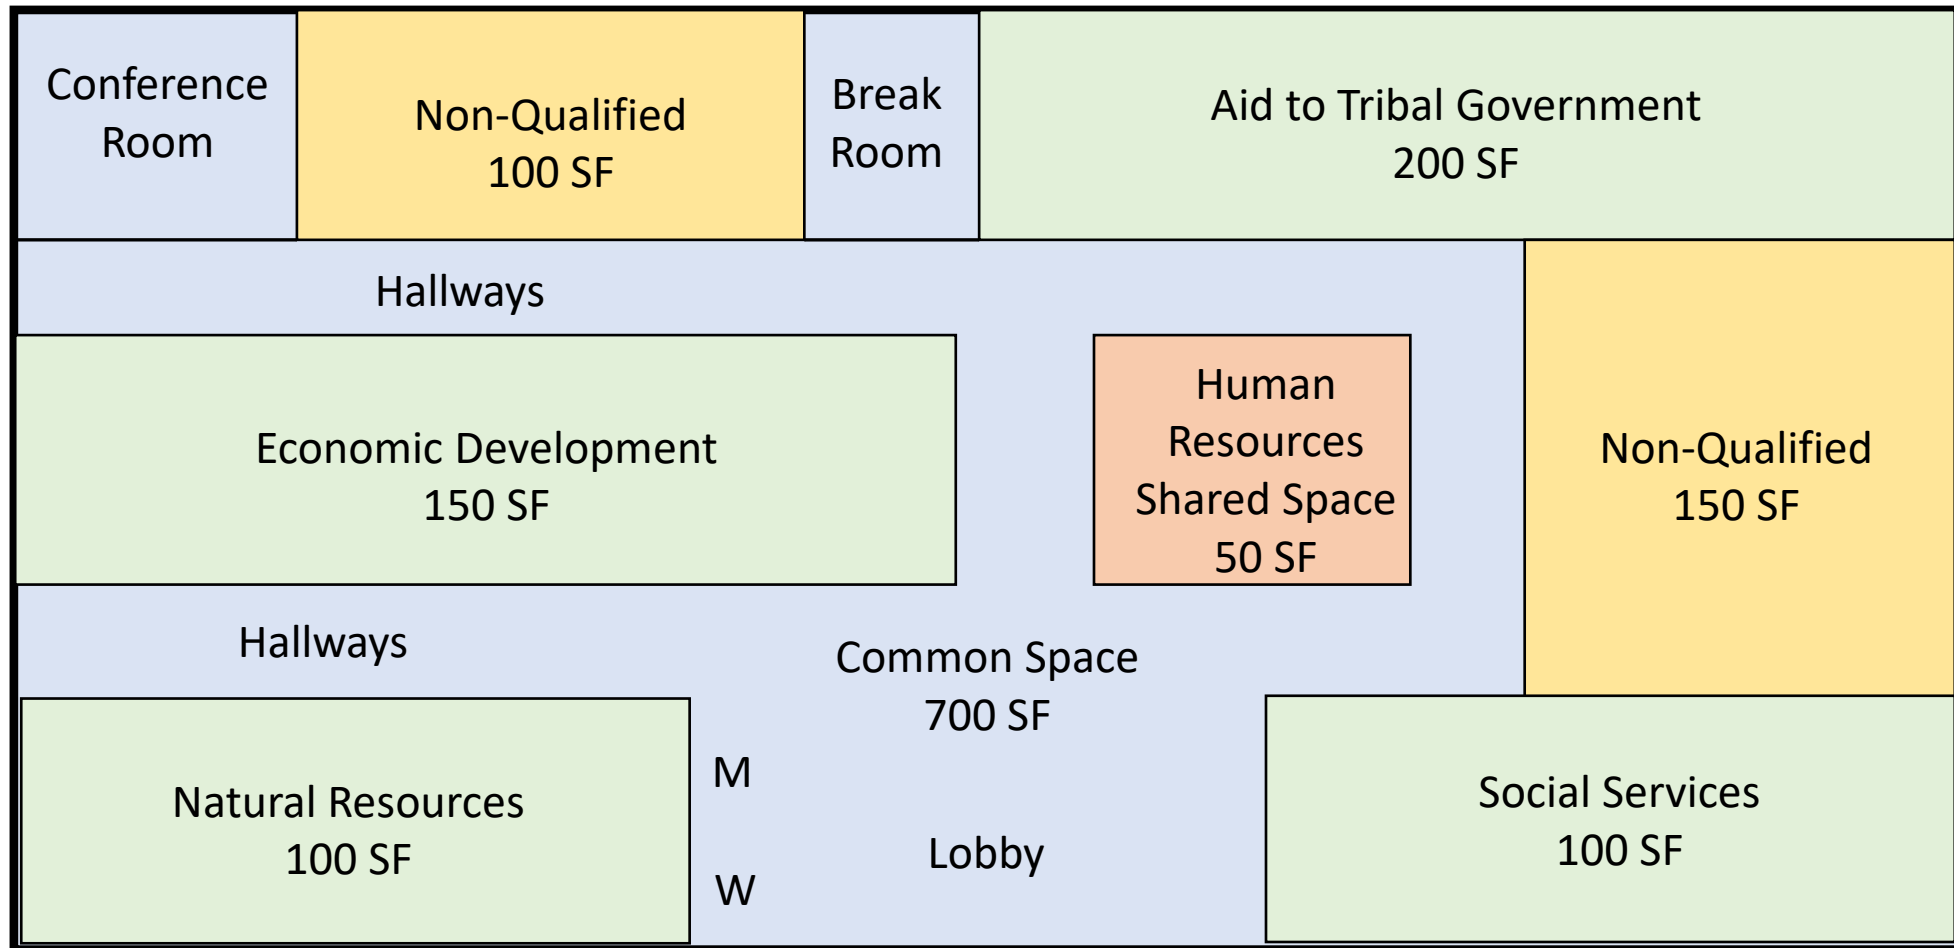 Conference
Room
Non-Qualified
100 SF
Break
Room
Aid to Tribal Government
200 SF
Hallways
Economic Development
150 SF
Human
Resources
Shared Space
50 SF
Non-Qualified
150 SF
Hallways
Common Space
700 SF
Natural Resources
100 SF
M
W
Lobby
Social Services
100 SF